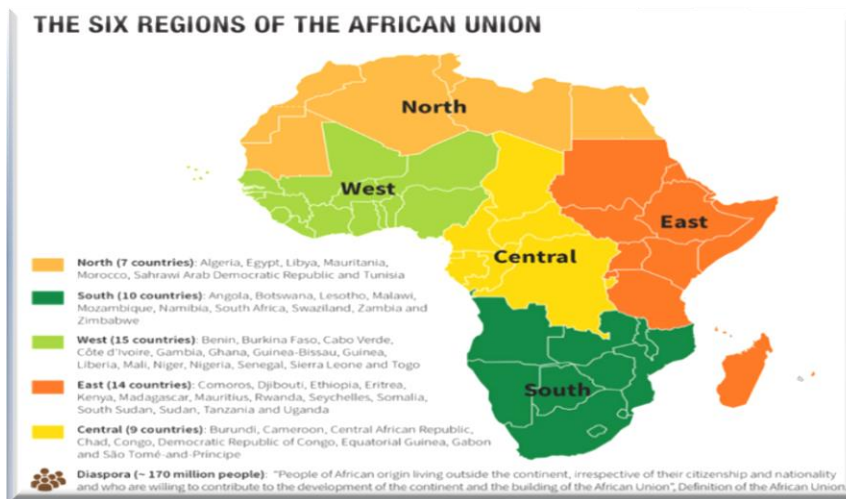 THE SIX REGIONS OF THE AFRICAN UNION
North
West
East
Central
South
North (7 countries): Algeria, Egypt, Libya, Mauritania,
Morocco, Sahrawi Arab Democratic Republic and Tunisia
South (10 countries): Angola, Botswana, Lesotho, Malawi,
Mozambique, Namibia, South Africa, Swaziland, Zambia and
Zimbabwe
West (15 countries): Benin, Burkina Faso, Cabo Verde,
Côte d'Ivoire, Gambia, Ghana, Guinea-Bissau, Guinea,
Liberia, Mali, Niger, Nigeria, Senegal, Sierra Leone and Togo
East (14 countries): Comoros, Djibouti, Ethiopia, Eritrea,
Kenya, Madagascar, Mauritius, Rwanda, Seychelles, Somalia,
South Sudan, Sudan, Tanzania and Uganda
Central (9 countries): Burundi, Cameroon, Central African Republic,
Chad, Congo, Democratic Republic of Congo, Equatorial Guinea, Gabon
and São Tomé-and-Príncipe
Diaspora (~ 170 million people): "People of African origin living outside the continent, irrespective of their citizenship and nationality
and who are willing to contribute to the development of the continent and the building of the African Union", Definition of the African Union